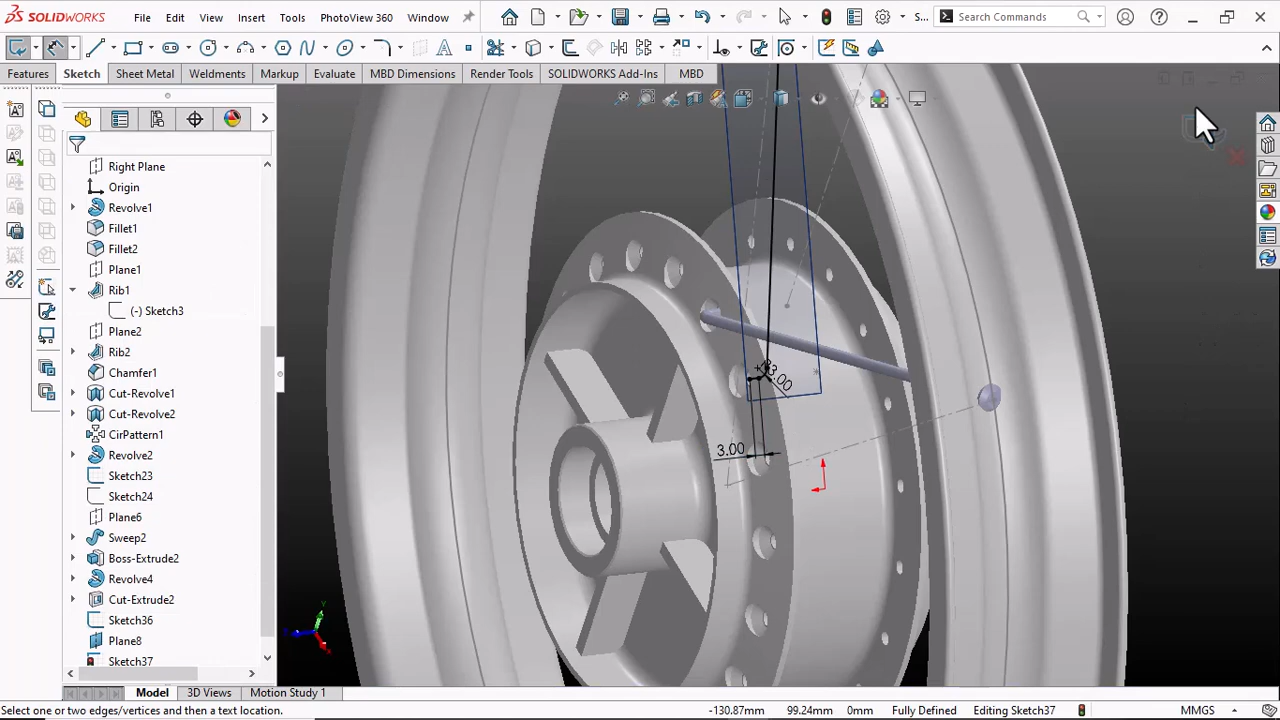 SOLIDWORKS
File
Edit
View
Insert
Tools
PhotoView 360
Window
S...
Search Commands
Features
Sketch
Sheet Metal
Weldments
Markup
Evaluate
MBD Dimensions
Render Tools
SOLIDWORKS Add-Ins
MBD
Right Plane
Origin
Revolve1
Fillet1
Fillet2
Plane1
Rib1
(-) Sketch3
Plane2
Rib2
Chamfer1
Cut-Revolve1
Cut-Revolve2
CirPattern1
Revolve2
Sketch23
Sketch24
Plane6
Sweep2
Boss-Extrude2
Revolve4
Cut-Extrude2
Sketch36
Plane8
Sketch37
3.00
Y
Model
3D Views
Motion Study 1
Select one or two edges/vertices and then a text location.
-130.87mm
99.24mm
0mm
Fully Defined
Editing Sketch37
MMGS